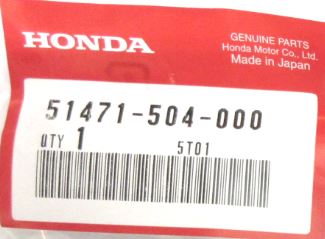 HONDA
GENUINE PARTS
Honda Motor Co., Ltd.
Made in Japan
51471-504-000
QTY 1
5T01